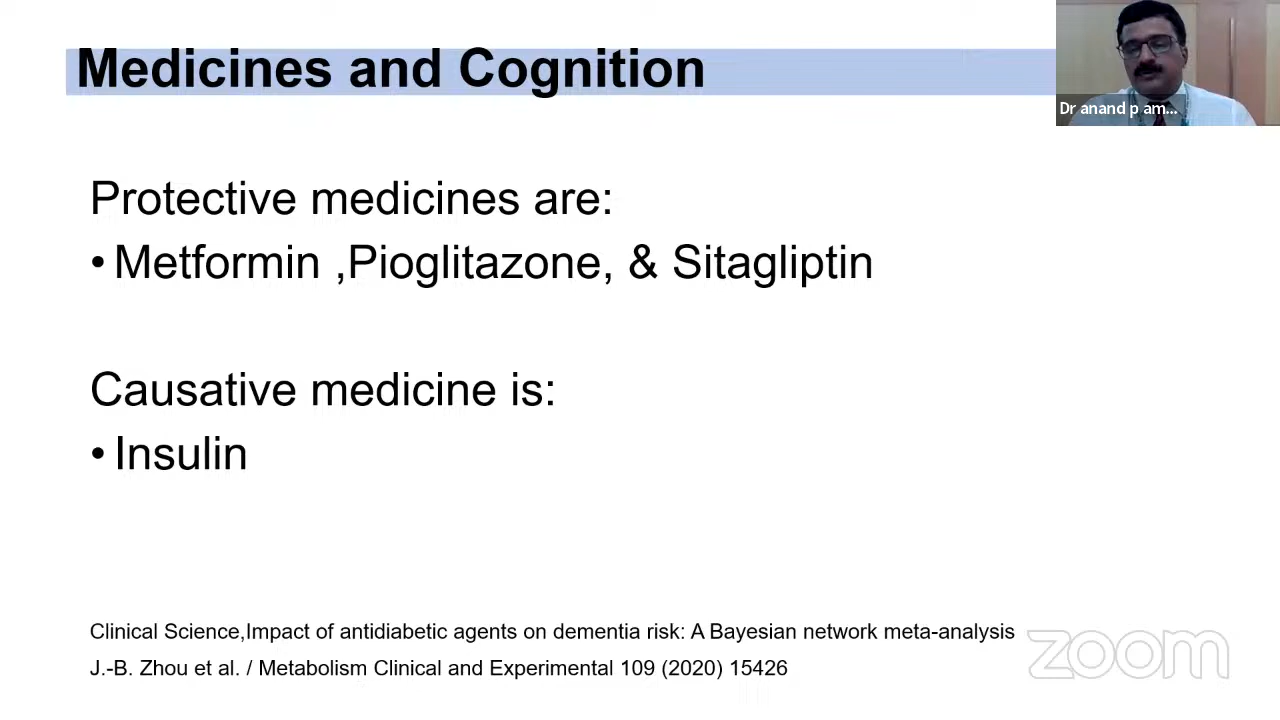 Medicines and Cognition
Dr anand p am...
Protective medicines are:
• Metformin ,Pioglitazone, & Sitagliptin
Causative medicine is:
• Insulin
Clinical Science,Impact of antidiabetic agents on dementia risk: A Bayesian network meta-analysis
J.-B. Zhou et al. / Metabolism Clinical and Experimental 109 (2020) 15426
zoom